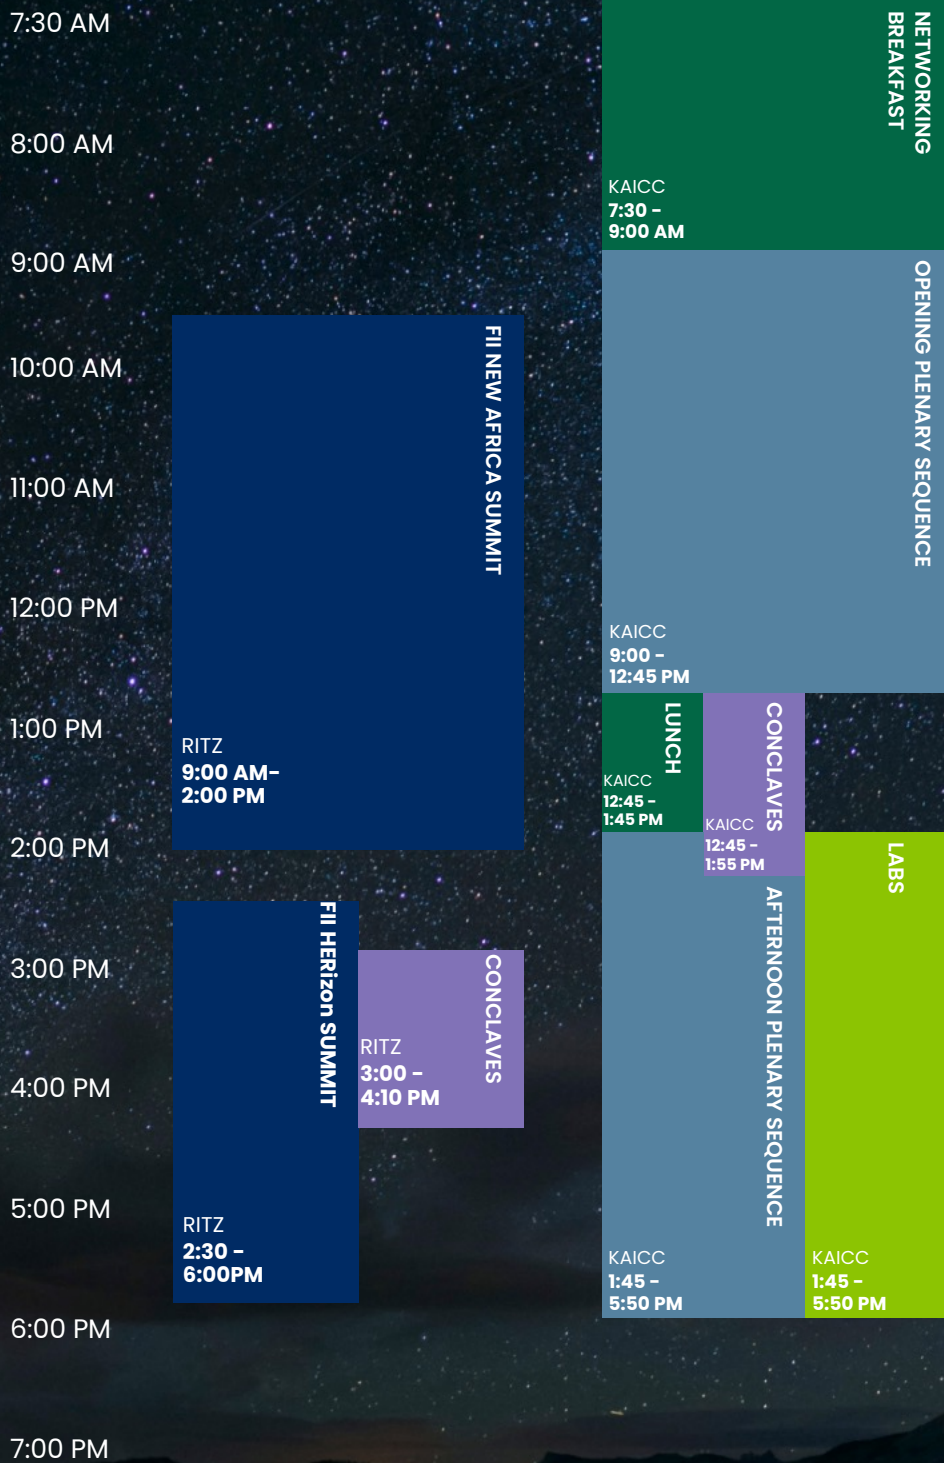 7:30 AM
8:00 AM
9:00 AM
10:00 AM
11:00 AM
12:00 PM
1:00 PM
2:00 PM
3:00 PM
4:00 PM
5:00 PM
6:00 PM
7:00 PM
FII NEW AFRICA SUMMIT
RITZ
9:00 AM-
2:00 PM
FII HERizon SUMMIT
RITZ
2:30 -
6:00PM
CONCLAVES
RITZ
3:00 -
4:10 PM
NETWORKING
BREAKFAST
KAICC
7:30 -
9:00 AM
OPENING PLENARY SEQUENCE
KAICC
9:00 -
12:45 PM
LUNCH
KAICC
12:45 -
1:45 PM
CONCLAVES
KAICC
12:45 -
1:55 PM
AFTERNOON PLENARY SEQUENCE
KAICC
1:45 -
5:50 PM
LABS
KAICC
1:45 -
5:50 PM